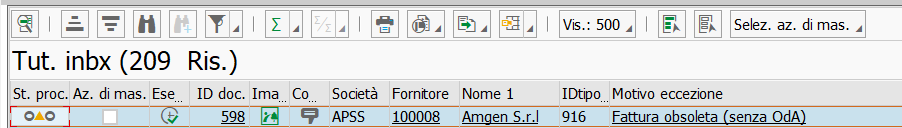 Vis.: 500 Selez. az. di mas.
Tut. inbx (209 Ris.)
St. proc. Az. di mas. Ese... ID doc. Ima... Co... Società Fornitore Nome 1 IDtipo Motivo eccezione
598 APSS 100008 Amgen S.r.l 916 Fattura obsoleta (senza OdA)